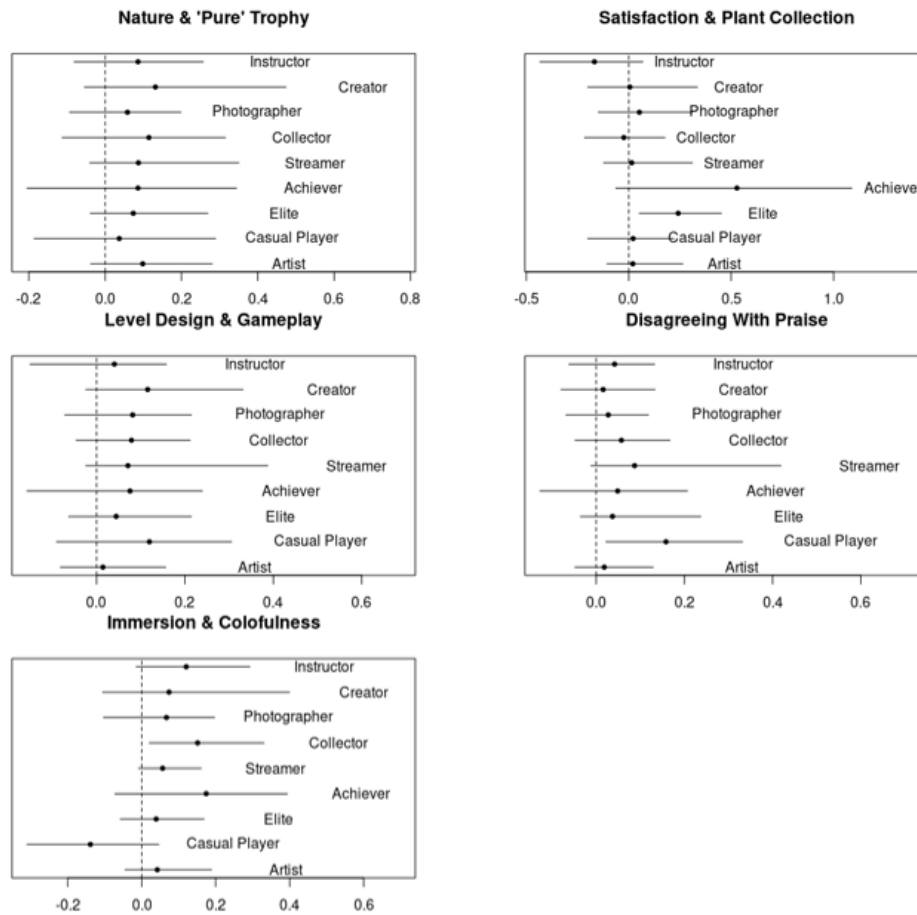 Nature & 'Pure' Trophy
Instructor
Creator
Photographer
Collector
Streamer
Achiever
Elite
Casual Player
Artist
-0.2 0.0 0.2 0.4 0.6 0.8
Satisfaction & Plant Collection
Instructor
Creator
Photographer
Collector
Streamer
Achieve
Elite
Casual Player
Artist
-0.5 0.0 0.5 1.0
Level Design & Gameplay
Instructor
Creator
Photographer
Collector
Streamer
Achiever
Elite
Casual Player
Artist
0.0 0.2 0.4 0.6
Disagreeing With Praise
Instructor
Creator
Photographer
Collector
Streamer
Achiever
Elite
Casual Player
Artist
0.0 0.2 0.4 0.6
Immersion & Colofulness
Instructor
Creator
Photographer
Collector
Streamer
Achiever
Elite
Casual Player
Artist
-0.2 0.0 0.2 0.4 0.6